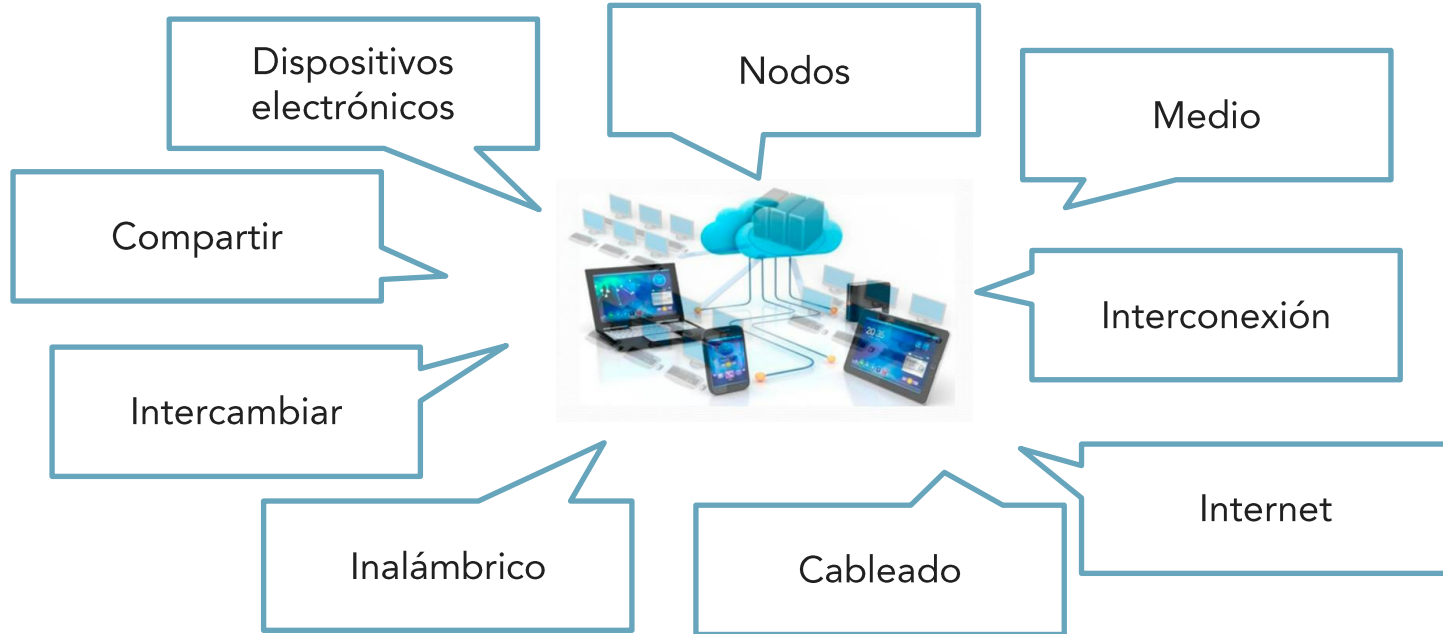 Dispositivos
electrónicos
Nodos
Medio
Compartir
Interconexión
Intercambiar
Internet
Inalámbrico
Cableado